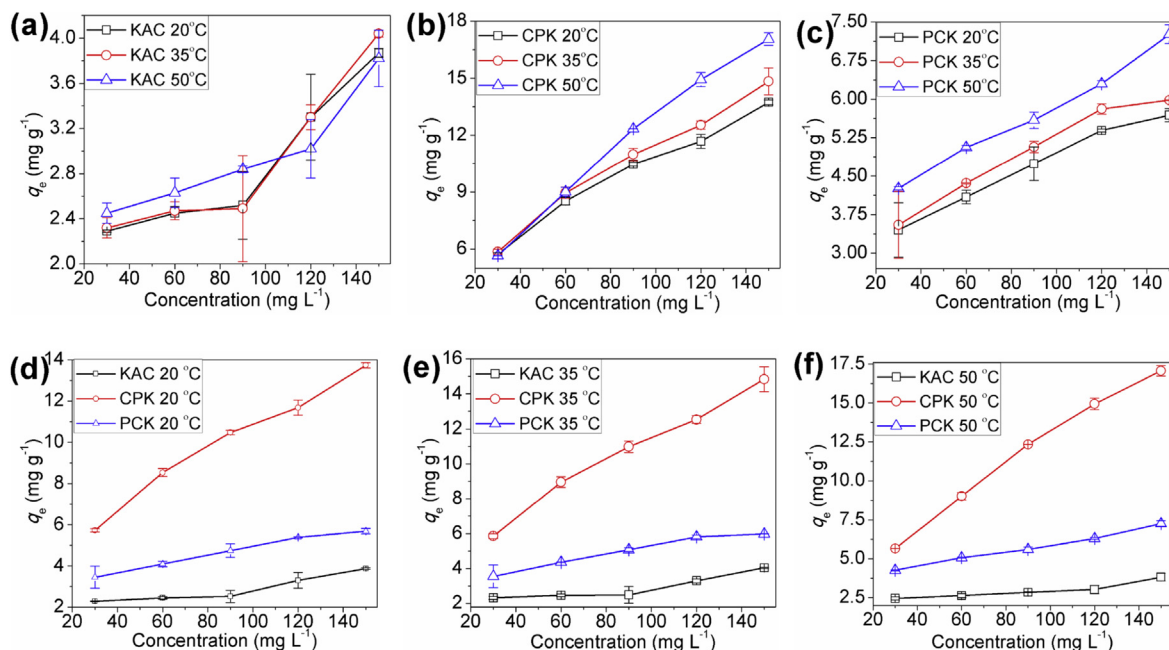 (a)
KAC 20°C
KAC 35°C
KAC 50°C
4.0
3.6
3.2
2.8
2.4
2.0
qe (mg g-1)
20 40 60 80 100 120 140
Concentration (mg L-1)
(b)
CPK 20°C
CPK 35°C
CPK 50°C
18
15
12
9
6
qe (mg g-1)
20 40 60 80 100 120 140
Concentration (mg L-1)
(c)
PCK 20°C
PCK 35°C
PCK 50°C
7.50
6.75
6.00
5.25
4.50
3.75
3.00
qe (mg g-1)
20 40 60 80 100 120 140
Concentration (mg L-1)
(d)
KAC 20 °C
CPK 20 °C
PCK 20 °C
14
12
10
8
6
4
2
qe (mg g-1)
20 40 60 80 100 120 140
Concentration (mg L-1)
(e)
KAC 35 °C
CPK 35 °C
PCK 35 °C
16
14
12
10
8
6
4
2
qe (mg g-1)
20 40 60 80 100 120 140
Concentration (mg L-1)
(f)
KAC 50 °C
CPK 50 °C
PCK 50 °C
17.5
15.0
12.5
10.0
7.5
5.0
2.5
qe (mg g-1)
20 40 60 80 100 120 140
Concentration (mg L-1)